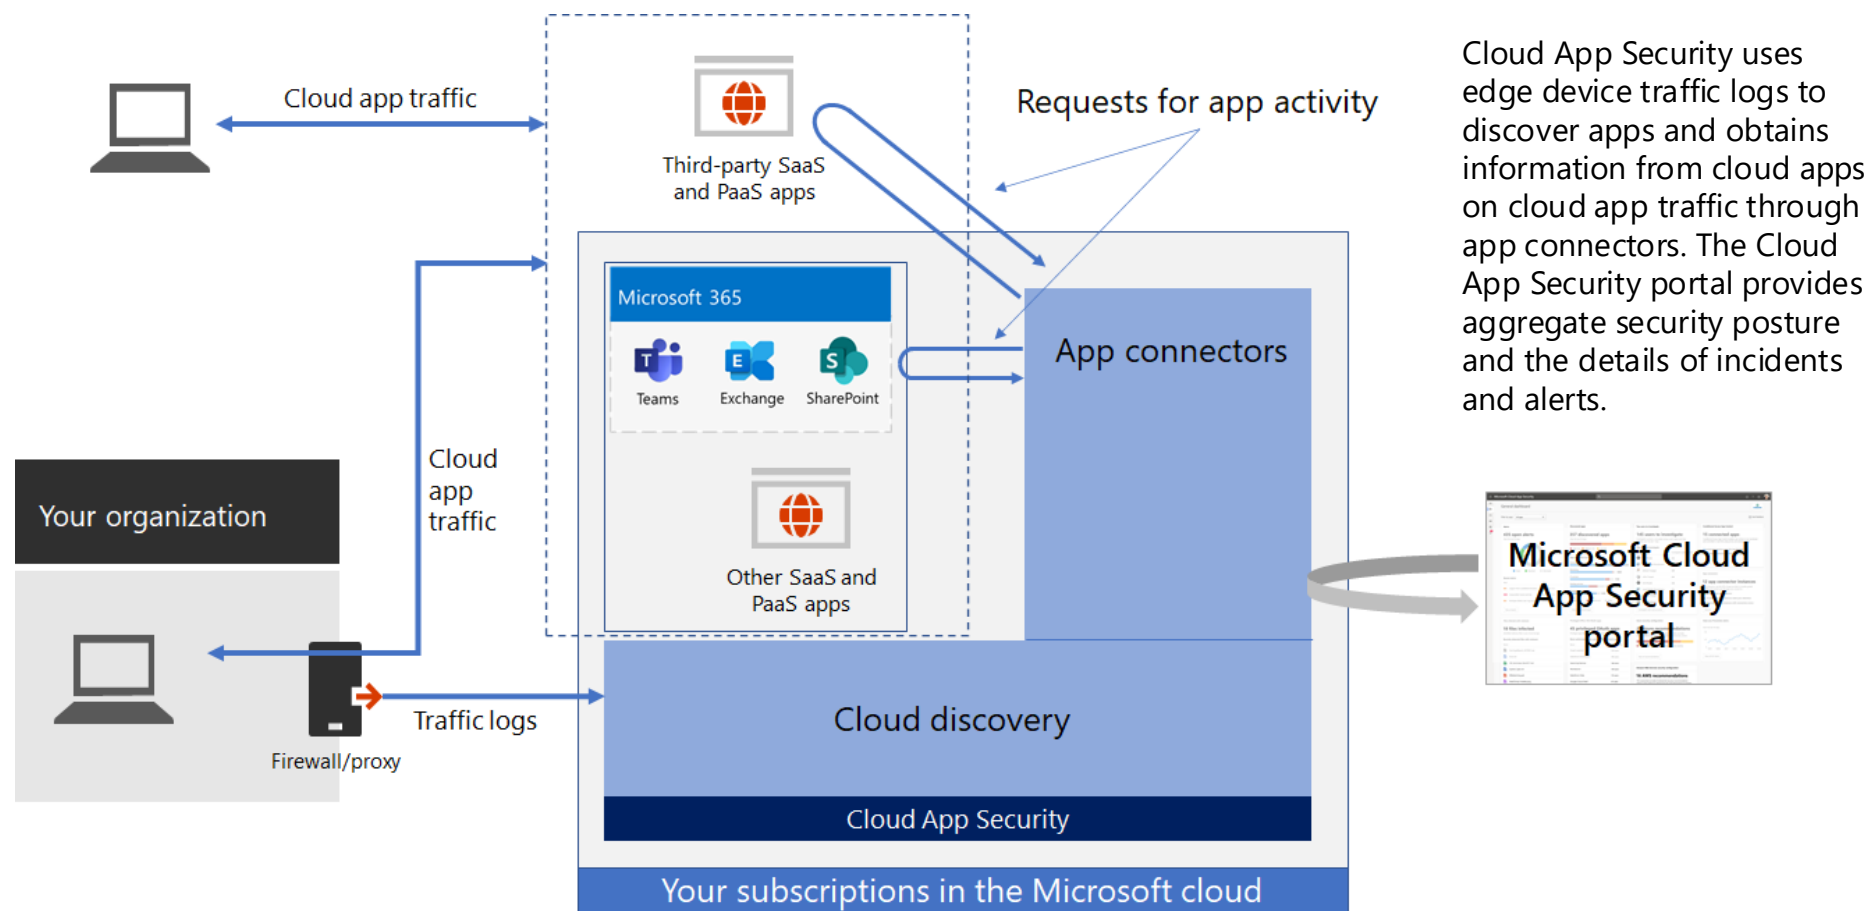 Cloud App Security uses
edge device traffic logs to
discover apps and obtains
information from cloud apps
on cloud app traffic through
app connectors. The Cloud
App Security portal provides
aggregate security posture
and the details of incidents
and alerts.
Cloud app traffic
Requests for app activity
Third-party SaaS
and PaaS apps
Microsoft 365
Teams
Exchange
SharePoint
App connectors
Cloud
app
traffic
Your organization
Other SaaS and
PaaS apps
Microsoft Cloud
App Security
portal
Traffic logs
Firewall/proxy
Cloud discovery
Cloud App Security
Your subscriptions in the Microsoft cloud